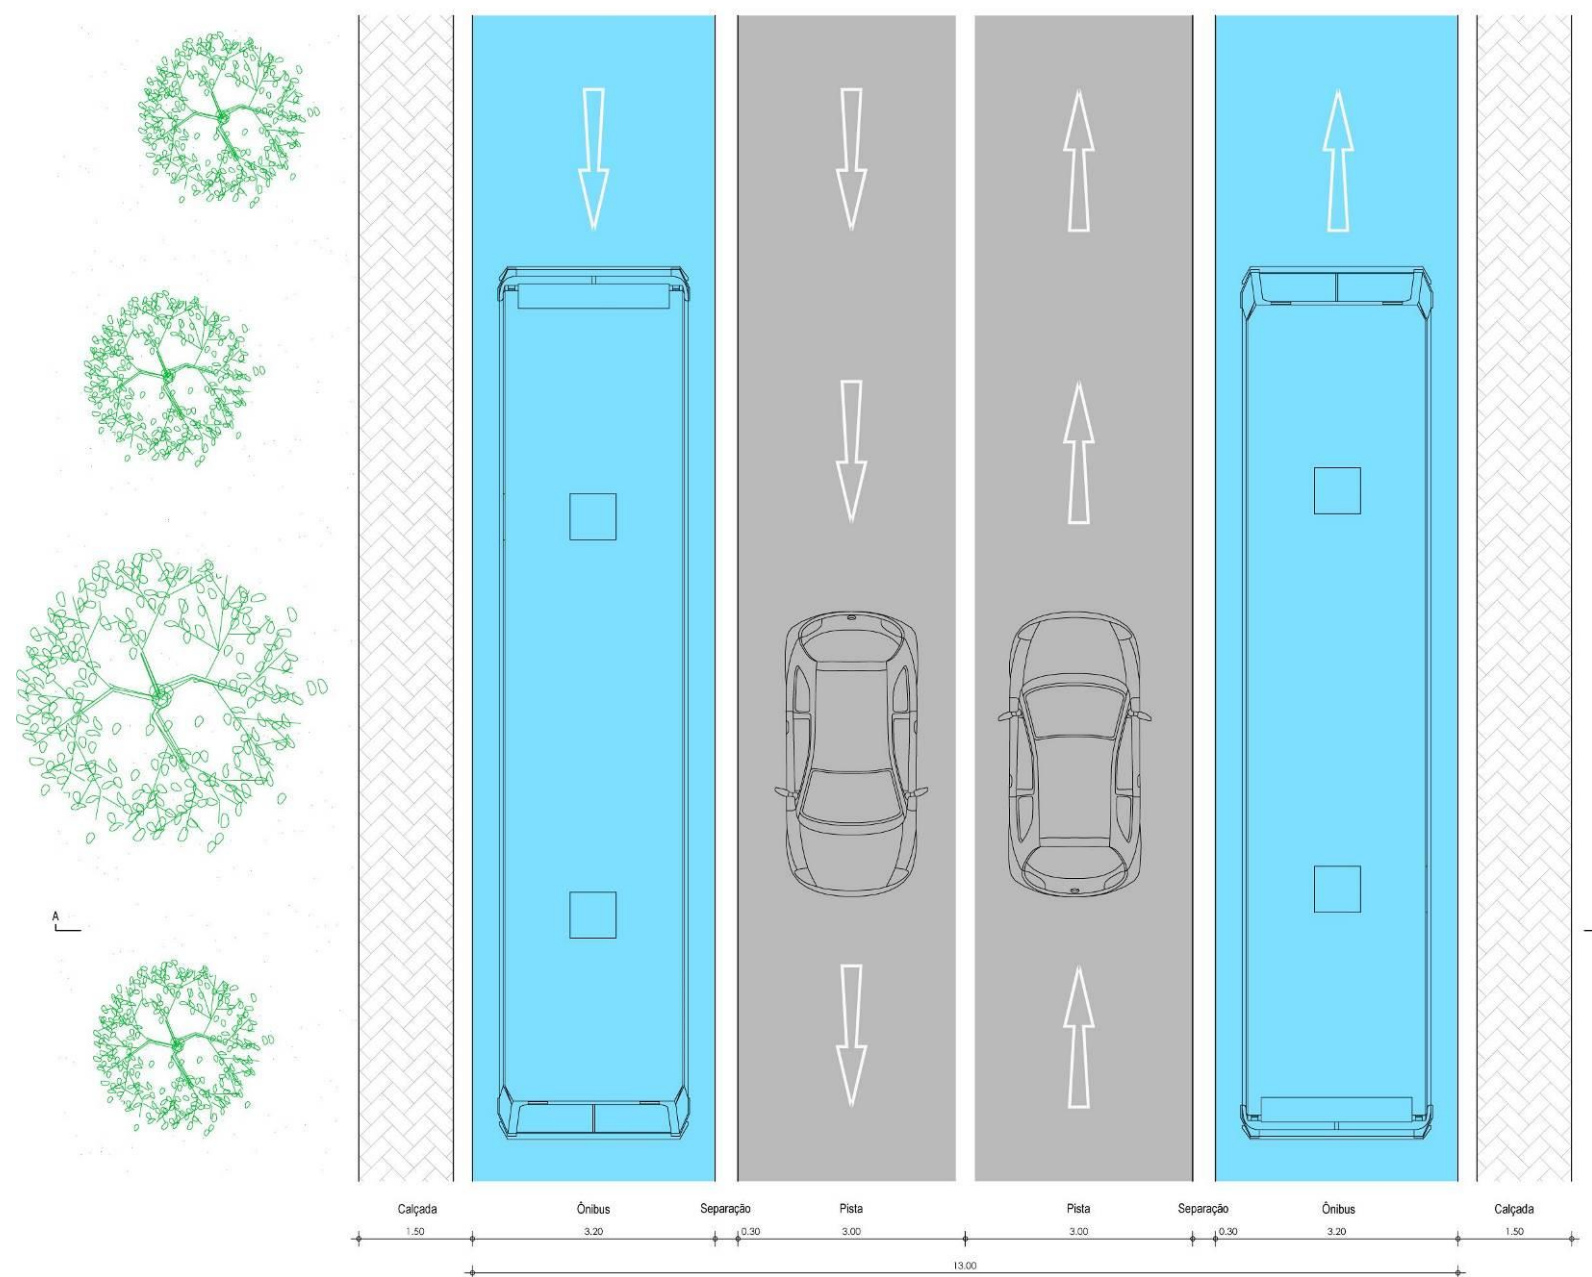 A
Calçada Ônibus Separação Pista Pista Separação Ônibus Calçada
1.50 3.20 0.30 3.00 3.00 0.30 3.20 1.50
13.00